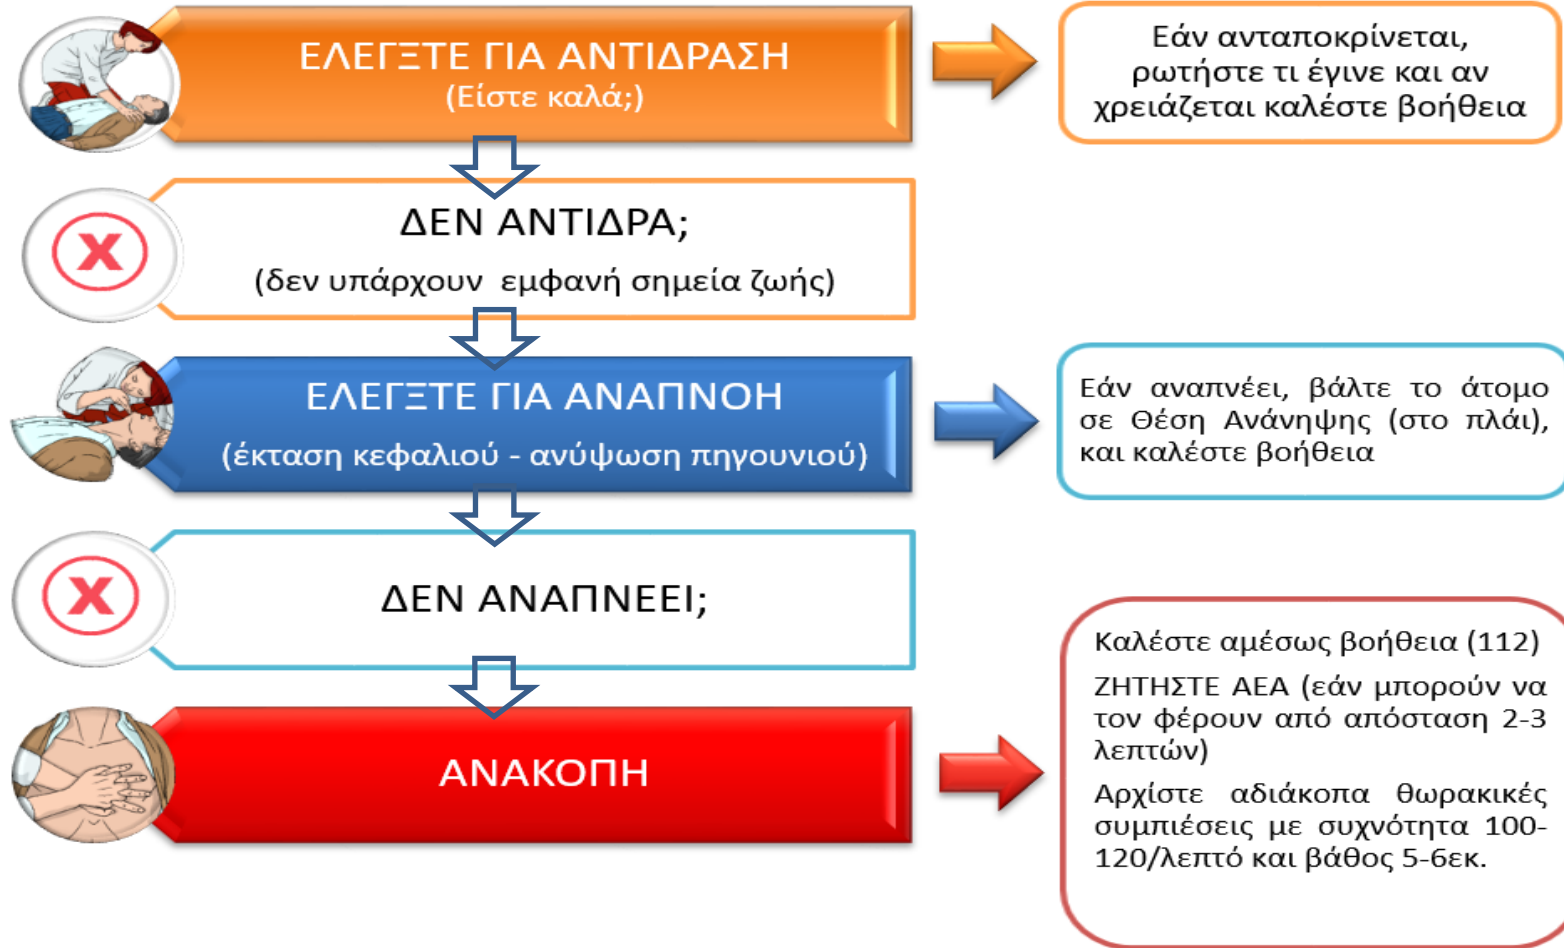 ΕΛΕΓΞΤΕ ΓΙΑ ΑΝΤΙΔΡΑΣΗ
(Είστε καλά;)
Εάν ανταποκρίνεται,
ρωτήστε τι έγινε και αν
χρειάζεται καλέστε βοήθεια
X
ΔΕΝ ΑΝΤΙΔΡΑ;
(δεν υπάρχουν εμφανή σημεία ζωής)
ΕΛΕΓΞΤΕ ΓΙΑ ΑΝΑΠΝΟΗ
(έκταση κεφαλιού - ανύψωση πηγουνιού)
Εάν αναπνέει, βάλτε το άτομο
σε Θέση Ανάνηψης (στο πλάι),
και καλέστε βοήθεια
X
ΔΕΝ ΑΝΑΠΝΕΕΙ;
ΑΝΑΚΟΠΗ
Καλέστε αμέσως βοήθεια (112)
ΖΗΤΗΣΤΕ ΑΕΑ (εάν μπορούν να
τον φέρουν από απόσταση 2-3
λεπτών)
Αρχίστε αδιάκοπα θωρακικές
συμπιέσεις με συχνότητα 100-
120/λεπτό και βάθος 5-6εκ.